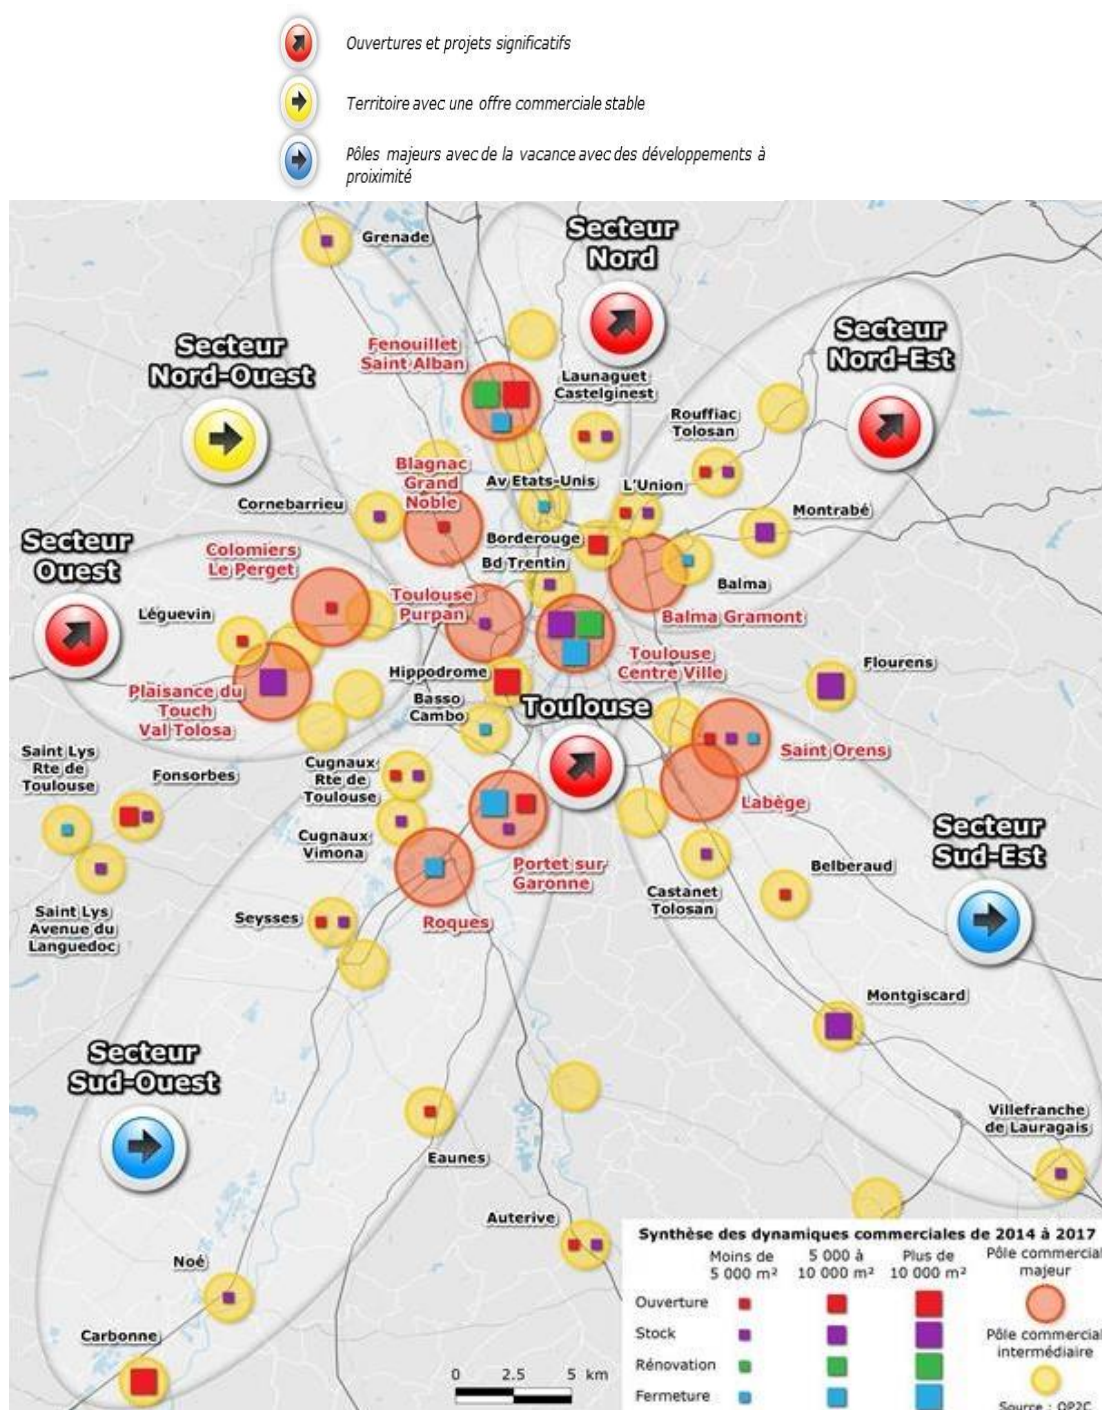 Ouvertures et projets significatifs
Territoire avec une offre commerciale stable
Pôles majeurs avec de la vacance avec des développements à
proiximité
Grenade
Secteur
Nord
Secteur
Nord-Est
Secteur
Nord-Ouest
Fenouillet
Saint Alban
Launaguet
Castelginest
Rouffiac
Tolosan
Blagnac
Grand
Noble
Av Etats-Unis
L'Union
Cornebarrieu
Montrabé
Borderouge
Secteur
Ouest
Colomiers
Le Perget
Bd Trentin
Balma
Toulouse
Purpan
Léguevin
Balma Gramont
Toulouse
Centre Ville
Hippodrome
Flourens
Plaisance du
Touch
Val Tolosa
Basso
Cambo
Toulouse
Saint Orens
Saint Lys
Rte de
Toulouse
Fonsorbes
Cugnaux
Rte de
Toulouse
Labège
Secteur
Sud-Est
Cugnaux
Vimona
Portet sur
Garonne
Belberaud
Castanet
Tolosan
Saint Lys
Avenue du
Languedoc
Seysses
Roques
Montgiscard
Secteur
Sud-Ouest
Villefranche
de Lauragais
Eaunes
Auterive
Noé
Carbonne
0 2.5 5 km
Synthèse des dynamiques commerciales de 2014 à 2017
Moins de
5 000 m²
5 000 à
10 000 m²
Plus de
10 000 m²
Pôle commercial
majeur
Ouverture
Stock
Pôle commercial
intermédiaire
Rénovation
Fermeture
Source : OP2C